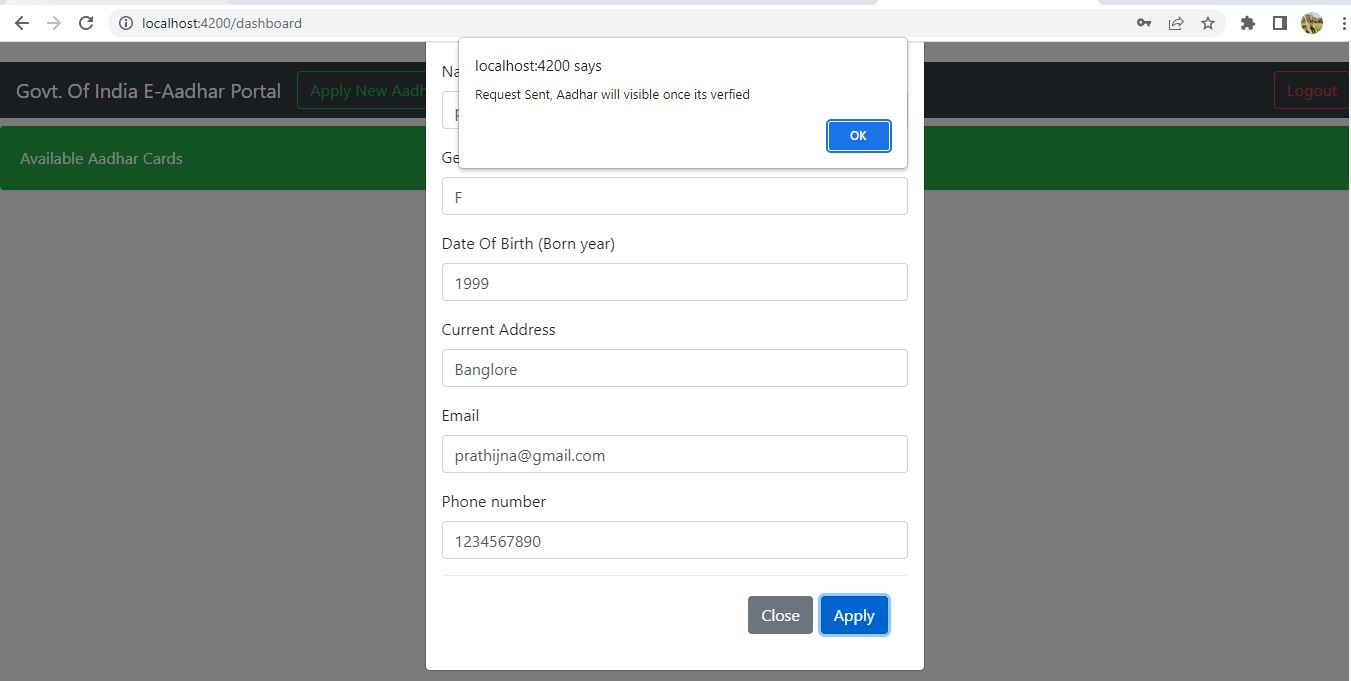 localhost:4200/dashboard
localhost:4200 says
Request Sent, Aadhar will visible once its verfied
OK
Govt. Of India E-Aadhar Portal
Apply New Aadh
Logout
Available Aadhar Cards
Na
Ge
F
Date Of Birth (Born year)
1999
Current Address
Banglore
Email
prathijna@gmail.com
Phone number
1234567890
Close
Apply